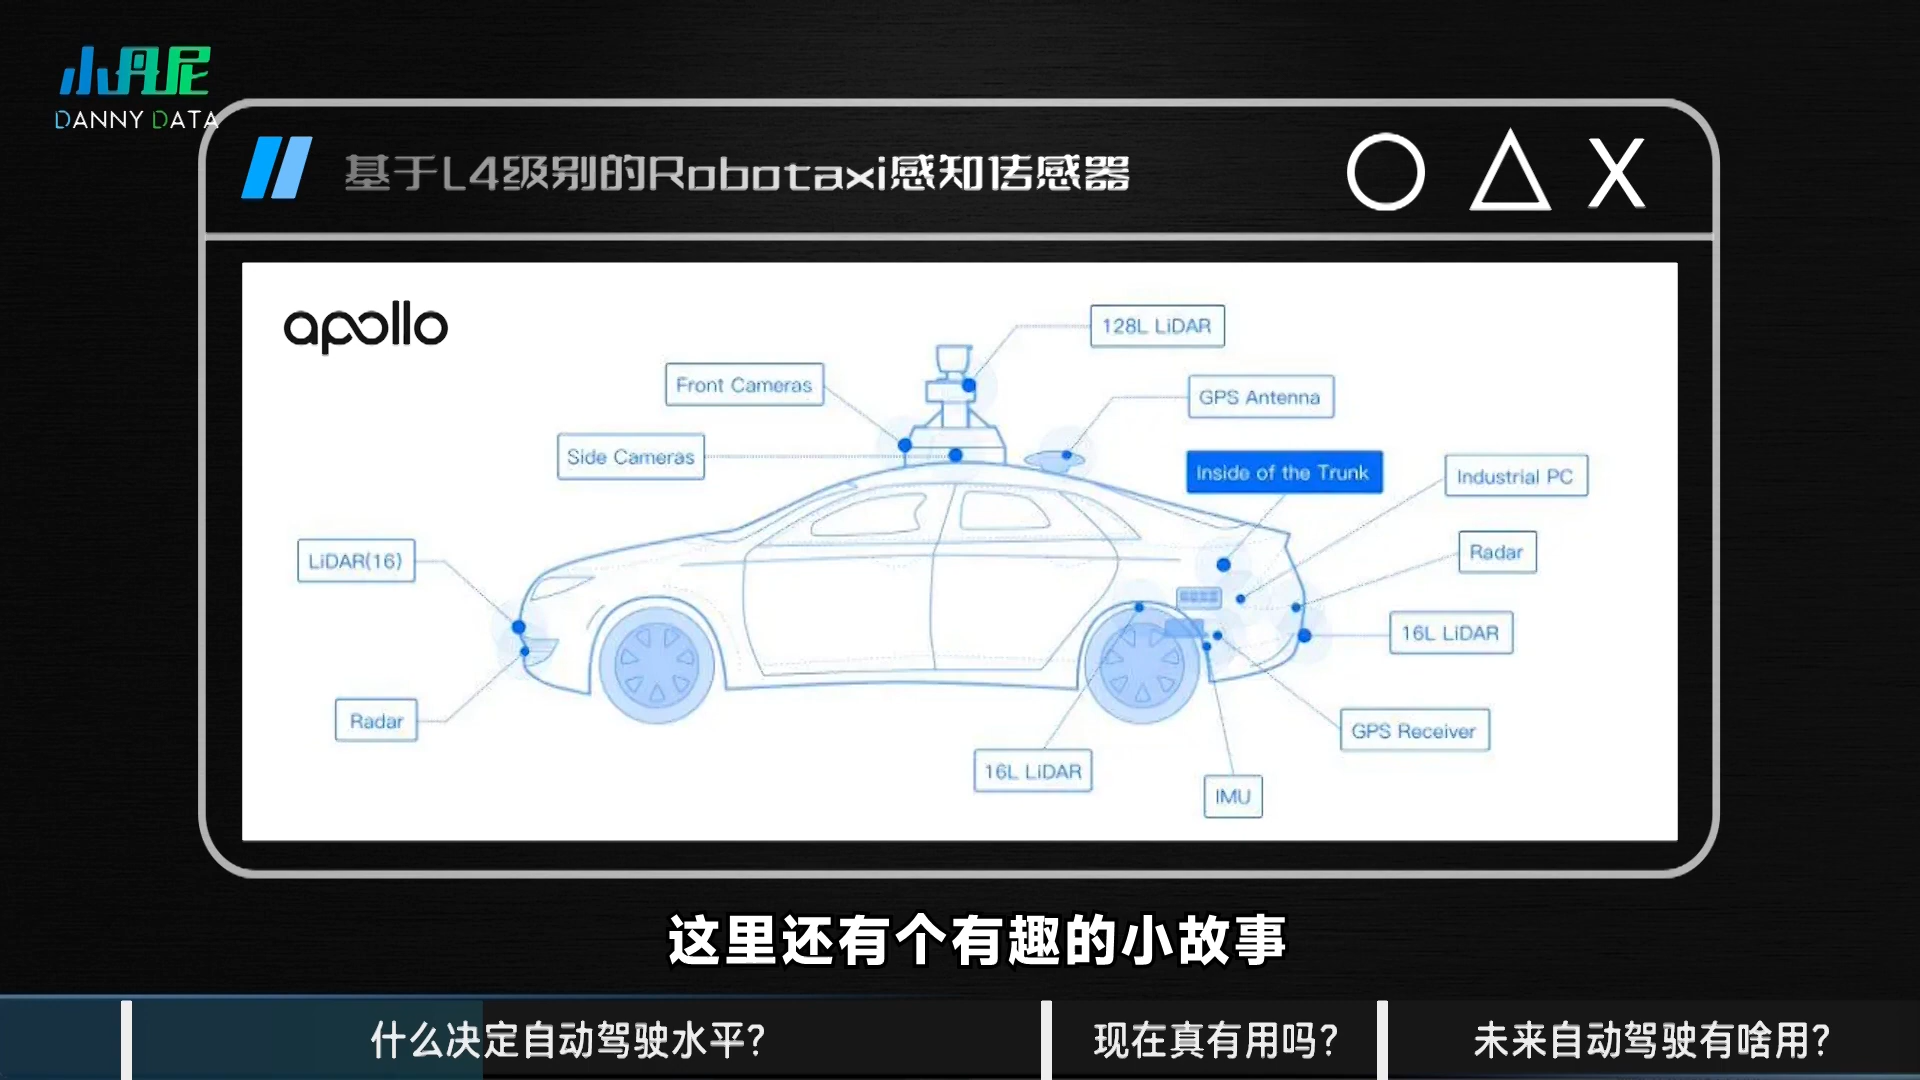 小丹尼
DANNY DATA
基于L4级别的Robotaxi感知传感器
apollo
128L LiDAR
Front Cameras
GPS Antenna
Side Cameras
Inside of the Trunk
Industrial PC
Radar
LiDAR(16)
16L LiDAR
Radar
GPS Receiver
16L LiDAR
IMU
这里还有个有趣的小故事
什么决定自动驾驶水平?
现在真有用吗?
未来自动驾驶有啥用?